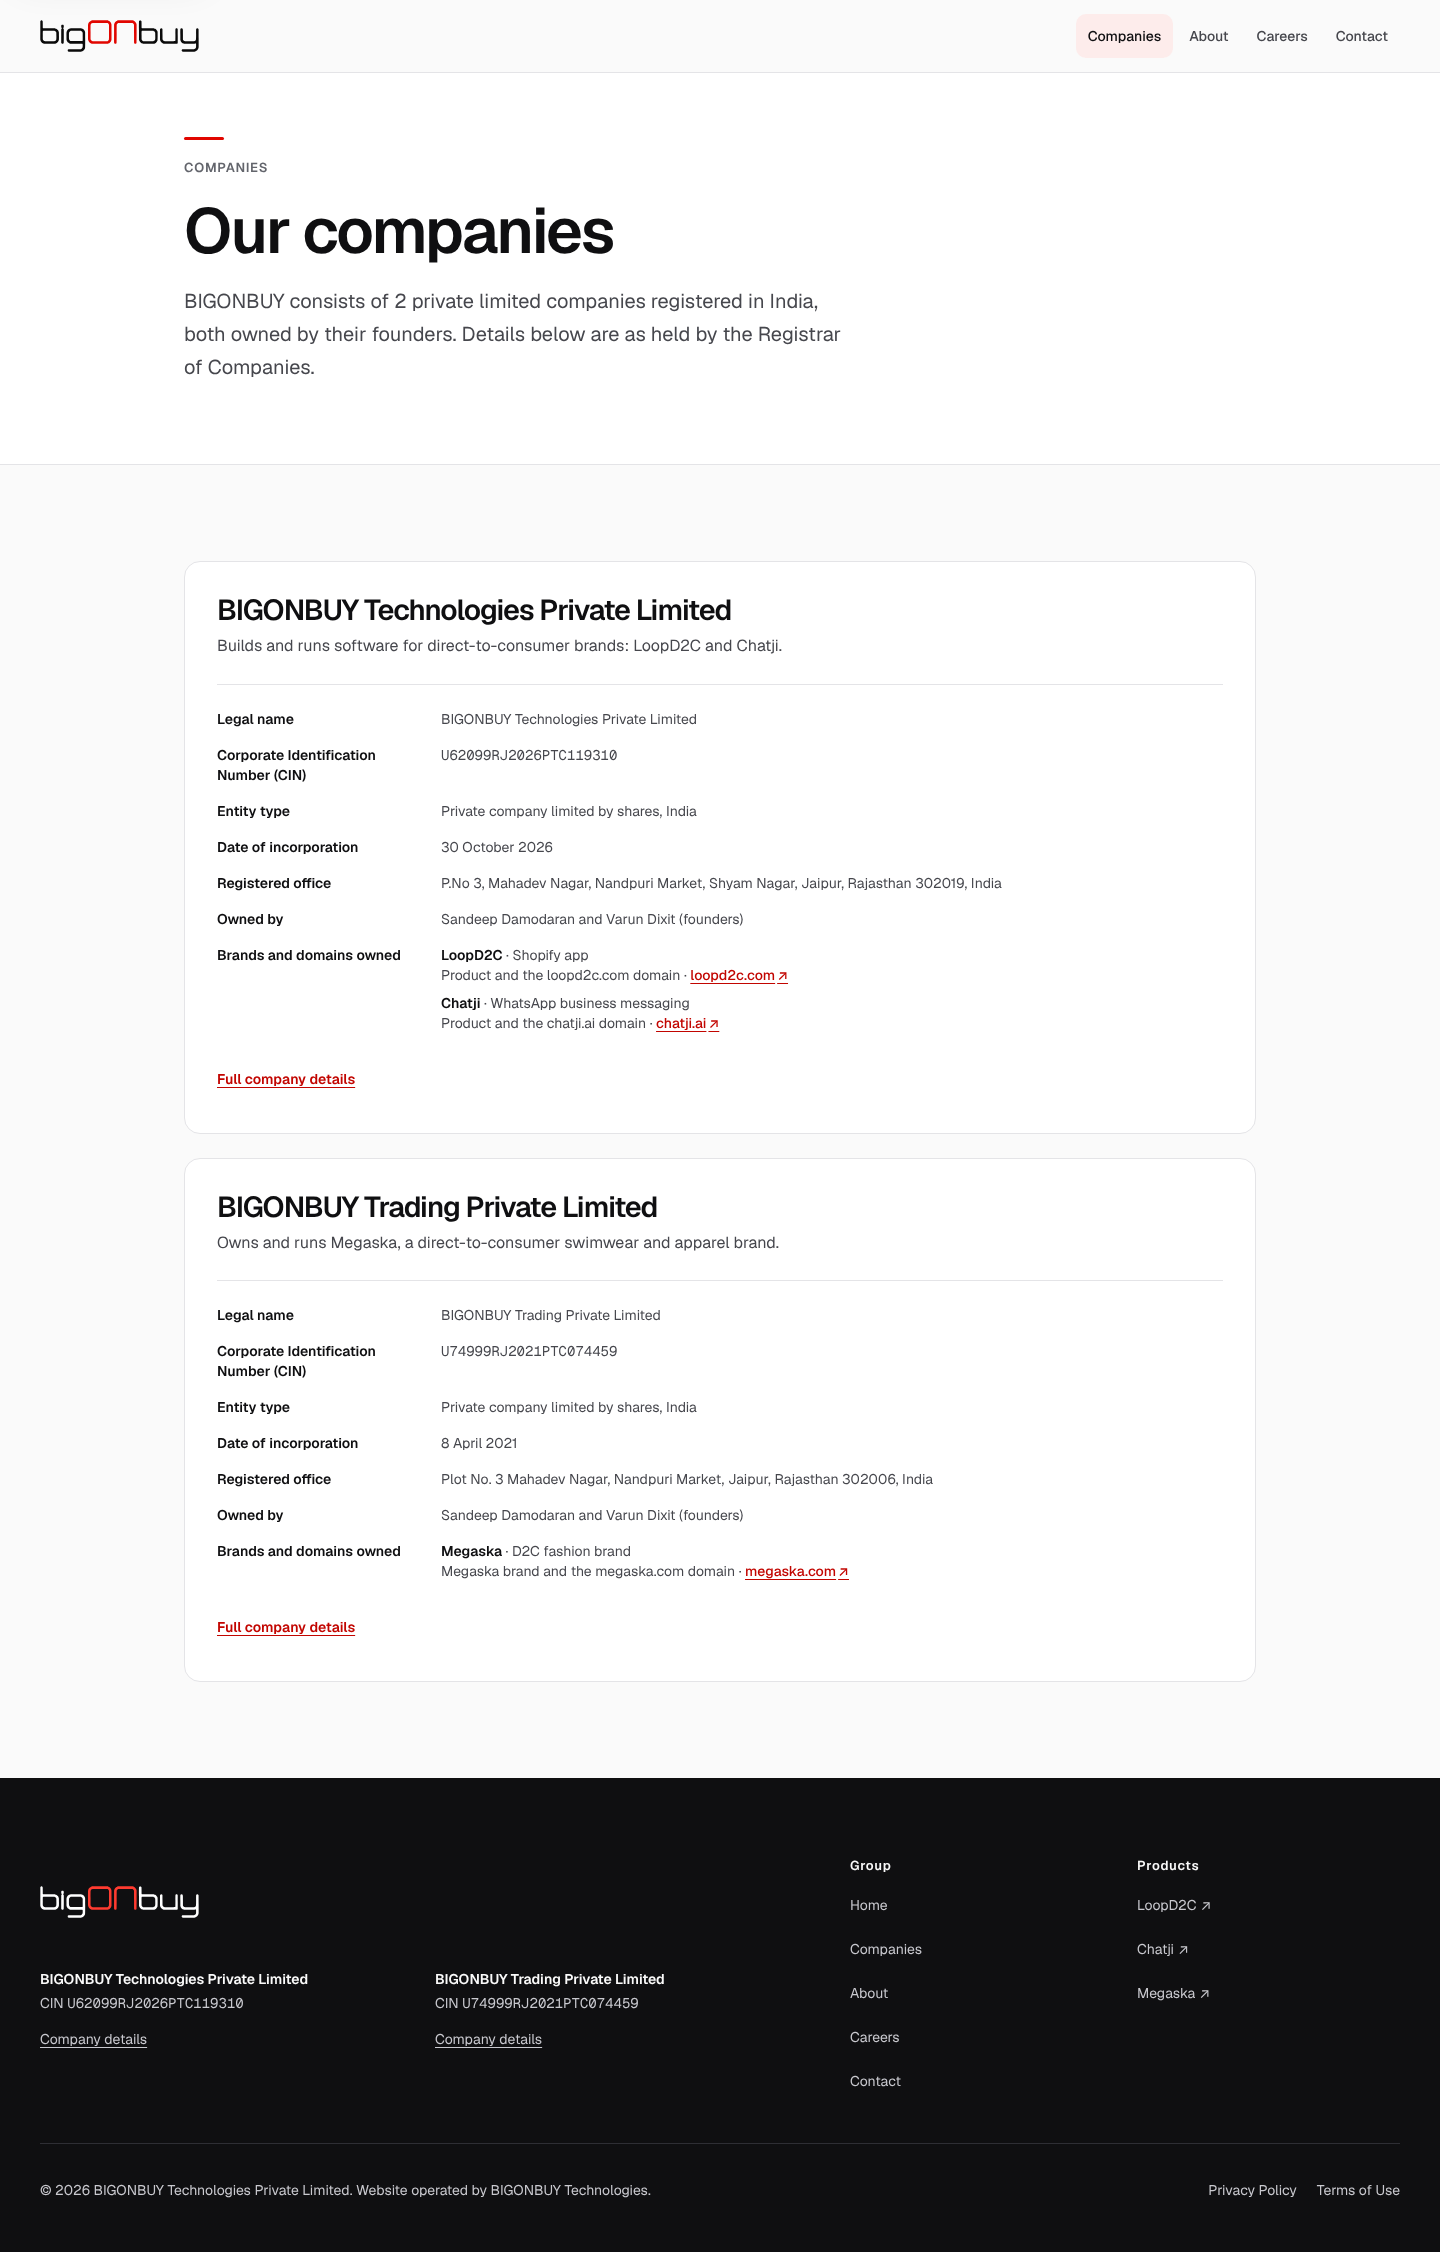 bigONbuy
Companies
About
Careers
Contact
COMPANIES
Our companies
BIGONBUY consists of 2 private limited companies registered in India,
both owned by their founders. Details below are as held by the Registrar
of Companies.
BIGONBUY Technologies Private Limited
Builds and runs software for direct-to-consumer brands: LoopD2C and Chatji.
Legal name
BIGONBUY Technologies Private Limited
Corporate Identification
Number (CIN)
U62099RJ2026PTC119310
Entity type
Private company limited by shares, India
Date of incorporation
30 October 2026
Registered office
P.No 3, Mahadev Nagar, Nandpuri Market, Shyam Nagar, Jaipur, Rajasthan 302019, India
Owned by
Sandeep Damodaran and Varun Dixit (founders)
Brands and domains owned
LoopD2C · Shopify app
Product and the loopd2c.com domain · loopd2c.com ↗
Chatji · WhatsApp business messaging
Product and the chatji.ai domain · chatji.ai ↗
Full company details
BIGONBUY Trading Private Limited
Owns and runs Megaska, a direct-to-consumer swimwear and apparel brand.
Legal name
BIGONBUY Trading Private Limited
Corporate Identification
Number (CIN)
U74999RJ2021PTC074459
Entity type
Private company limited by shares, India
Date of incorporation
8 April 2021
Registered office
Plot No. 3 Mahadev Nagar, Nandpuri Market, Jaipur, Rajasthan 302006, India
Owned by
Sandeep Damodaran and Varun Dixit (founders)
Brands and domains owned
Megaska · D2C fashion brand
Megaska brand and the megaska.com domain · megaska.com ↗
Full company details
bigONbuy
BIGONBUY Technologies Private Limited
CIN U62099RJ2026PTC119310
Company details
BIGONBUY Trading Private Limited
CIN U74999RJ2021PTC074459
Company details
Group
Home
Companies
About
Careers
Contact
Products
LoopD2C ↗
Chatji ↗
Megaska ↗
© 2026 BIGONBUY Technologies Private Limited. Website operated by BIGONBUY Technologies.
Privacy Policy
Terms of Use